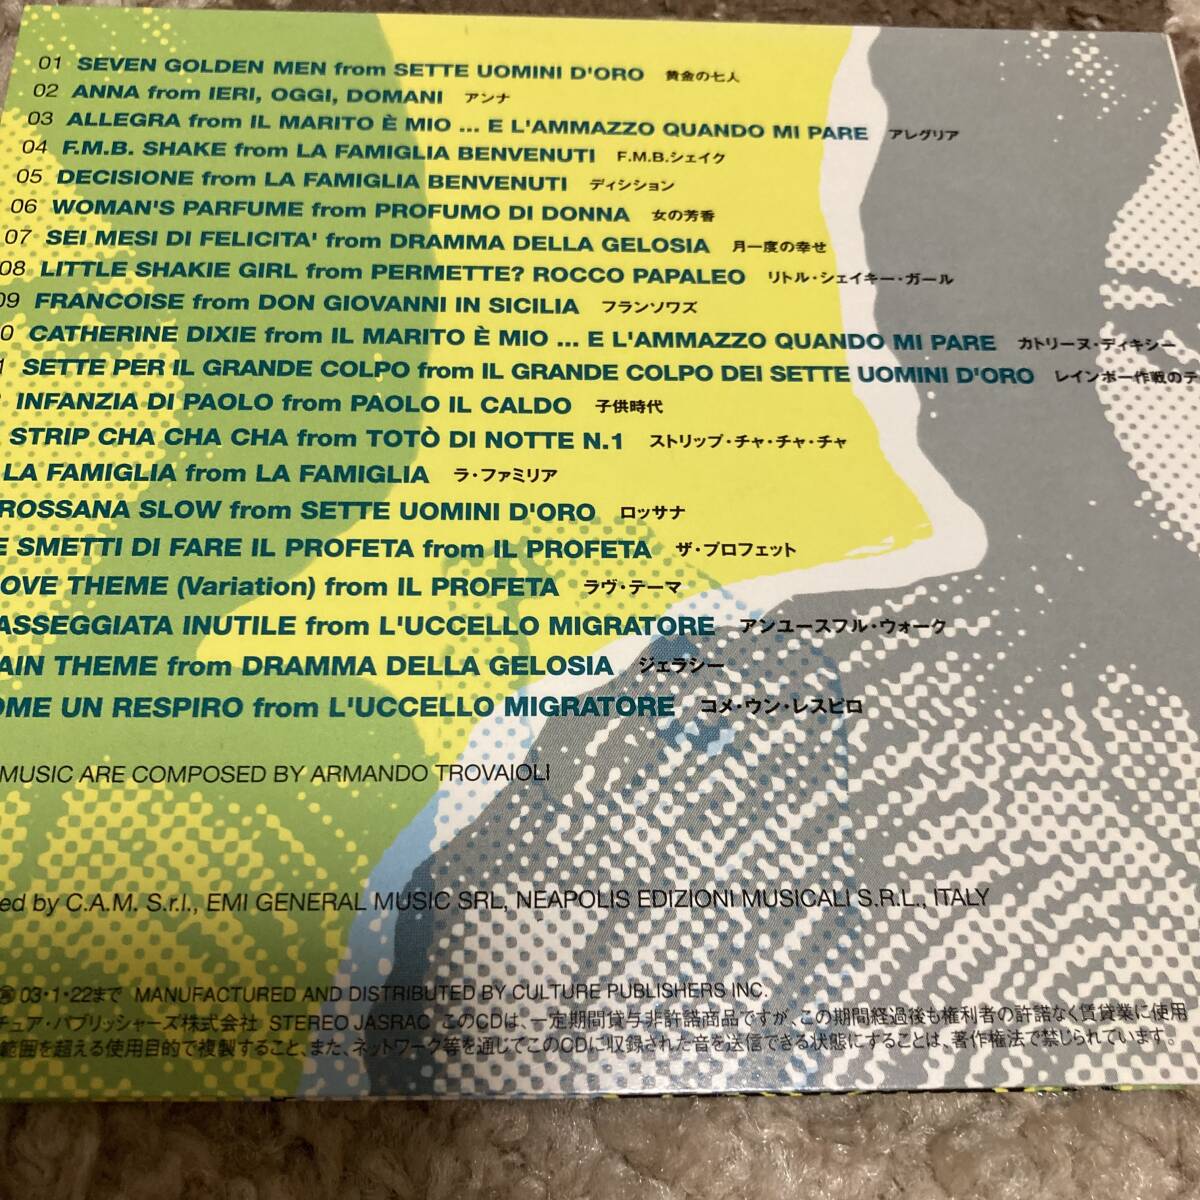 01 SEVEN GOLDEN MEN from SETTE UOMINI D'ORO 黄金の七人
02 ANNA from IERI, OGGI, DOMANI アンナ
03 ALLEGRA from IL MARITO È MIO ... E L'AMMAZZO QUANDO MI PARE アレグリア
04 F.M.B. SHAKE from LA FAMIGLIA BENVENUTI F.M.B.シェイク
05 DECISIONE from LA FAMIGLIA BENVENUTI ディシション
06 WOMAN'S PARFUME from PROFUMO DI DONNA 女の芳香
07 SEI MESI DI FELICITA' from DRAMMA DELLA GELOSIA 月一度の幸せ
08 LITTLE SHAKIE GIRL from PERMETTE? ROCCO PAPALEO リトル・シェイキー・ガール
09 FRANCOISE from DON GIOVANNI IN SICILIA フランソワズ
0 CATHERINE DIXIE from IL MARITO È MIO ... E L'AMMAZZO QUANDO MI PARE カトリーヌ・ディキシー
1 SETTE PER IL GRANDE COLPO from IL GRANDE COLPO DEI SETTE UOMINI D'ORO レインボー作戦のテ
INFANZIA DI PAOLO from PAOLO IL CALDO 子供時代
STRIP CHA CHA CHA from TOTÒ DI NOTTE N.1 ストリップ・チャ・チャ・チャ
LA FAMIGLIA from LA FAMIGLIA ラ・ファミリア
ROSSANA SLOW from SETTE UOMINI D'ORO ロッサナ
E SMETTI DI FARE IL PROFETA from IL PROFETA ザ・プロフェット
OVE THEME (Variation) from IL PROFETA ラヴ・テーマ
ASSEGGIATA INUTILE from L'UCCELLO MIGRATORE アンユースフル・ウォーク
AIN THEME from DRAMMA DELLA GELOSIA ジェラシー
OME UN RESPIRO from L'UCCELLO MIGRATORE コメ・ウン・レスピロ
MUSIC ARE COMPOSED BY ARMANDO TROVAIOLI
ed by C.A.M. S.r.l., EMI GENERAL MUSIC SRL, NEAPOLIS EDIZIONI MUSICALI S.R.L., ITALY
03・1・22まで MANUFACTURED AND DISTRIBUTED BY CULTURE PUBLISHERS INC.
チュア・パブリッシャーズ株式会社 STEREO JASRAC このCDは、一定期間貸与非許諾商品ですが、この期間経過後も権利者の許諾なく賃貸業に使用
範囲を超える使用目的で複製すること、また、ネットワーク等を通じてこのCDに収録された音を送信できる状態にすることは、著作権法で禁じられています。